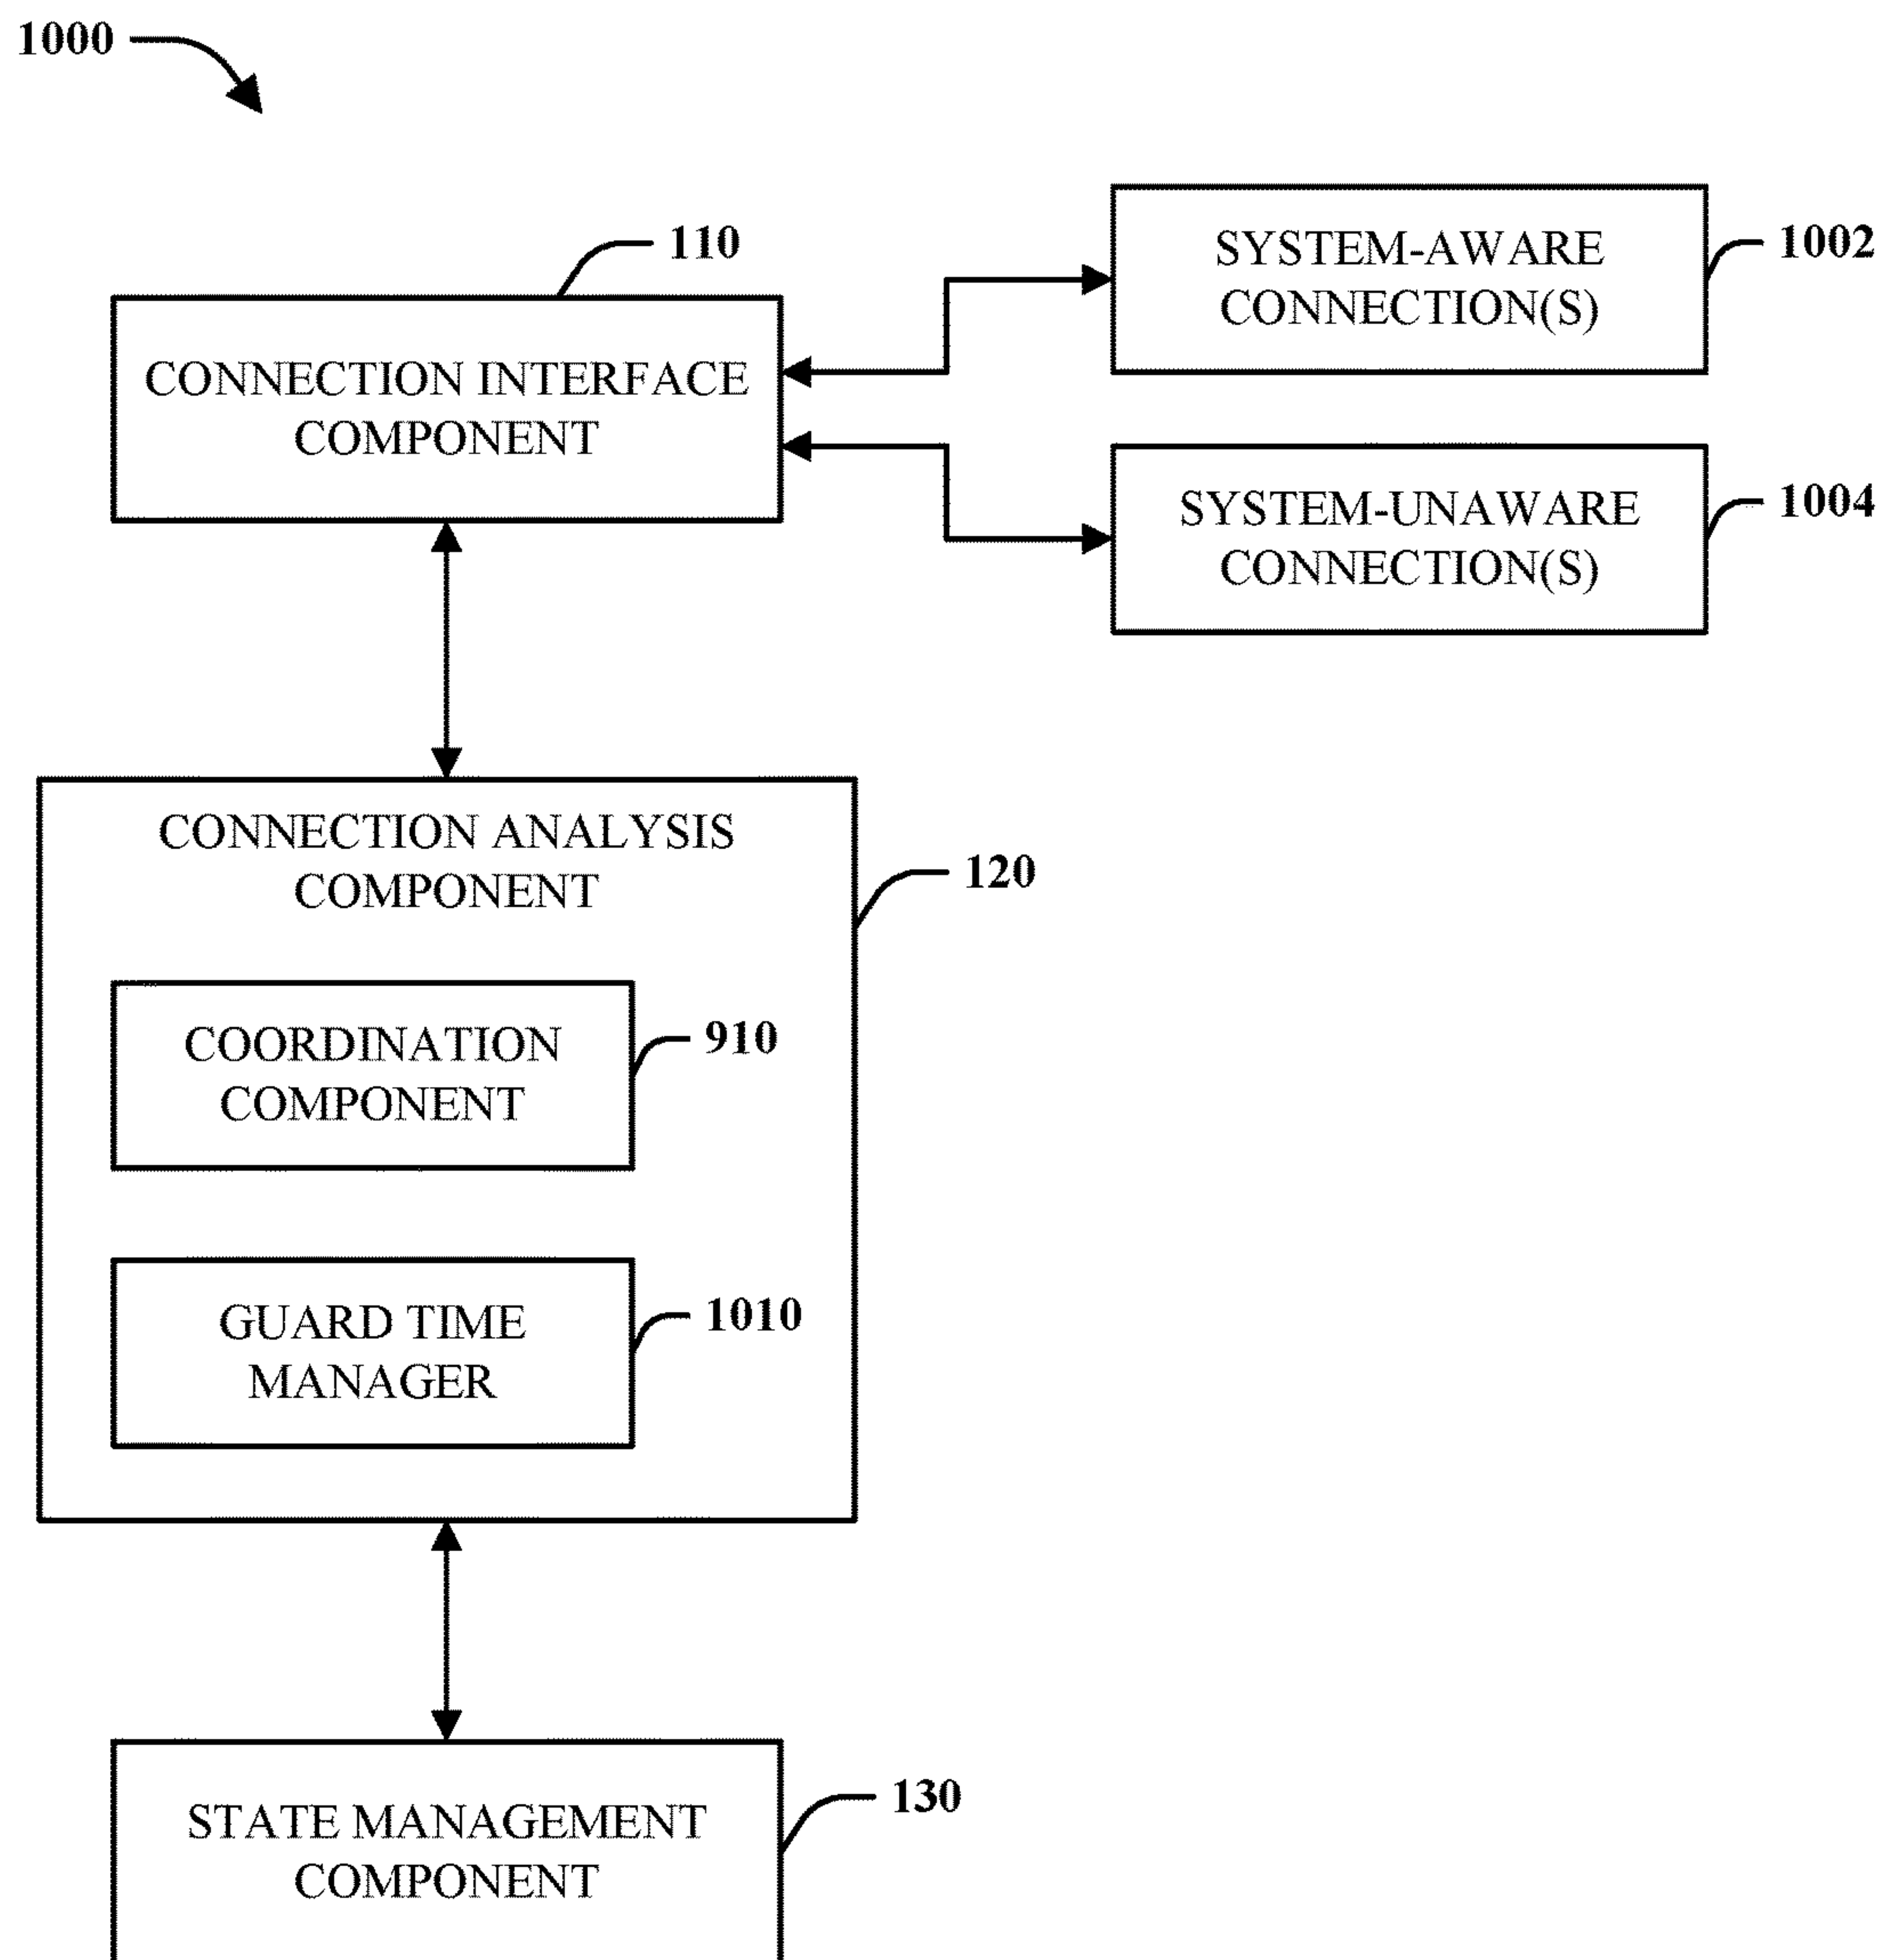 1000
110
SYSTEM-AWARE
CONNECTION(S)
1002
CONNECTION INTERFACE
COMPONENT
SYSTEM-UNAWARE
CONNECTION(S)
1004
CONNECTION ANALYSIS
COMPONENT
120
COORDINATION
COMPONENT
910
GUARD TIME
MANAGER
1010
STATE MANAGEMENT
COMPONENT
130